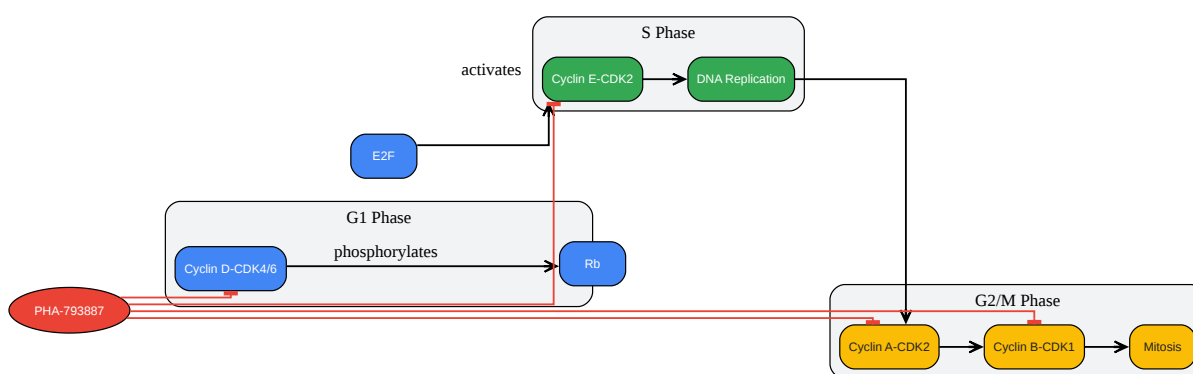 S Phase
activates
Cyclin E-CDK2
DNA Replication
E2F
G1 Phase
phosphorylates
Cyclin D-CDK4/6
Rb
PHA-793887
G2/M Phase
Cyclin A-CDK2
Cyclin B-CDK1
Mitosis